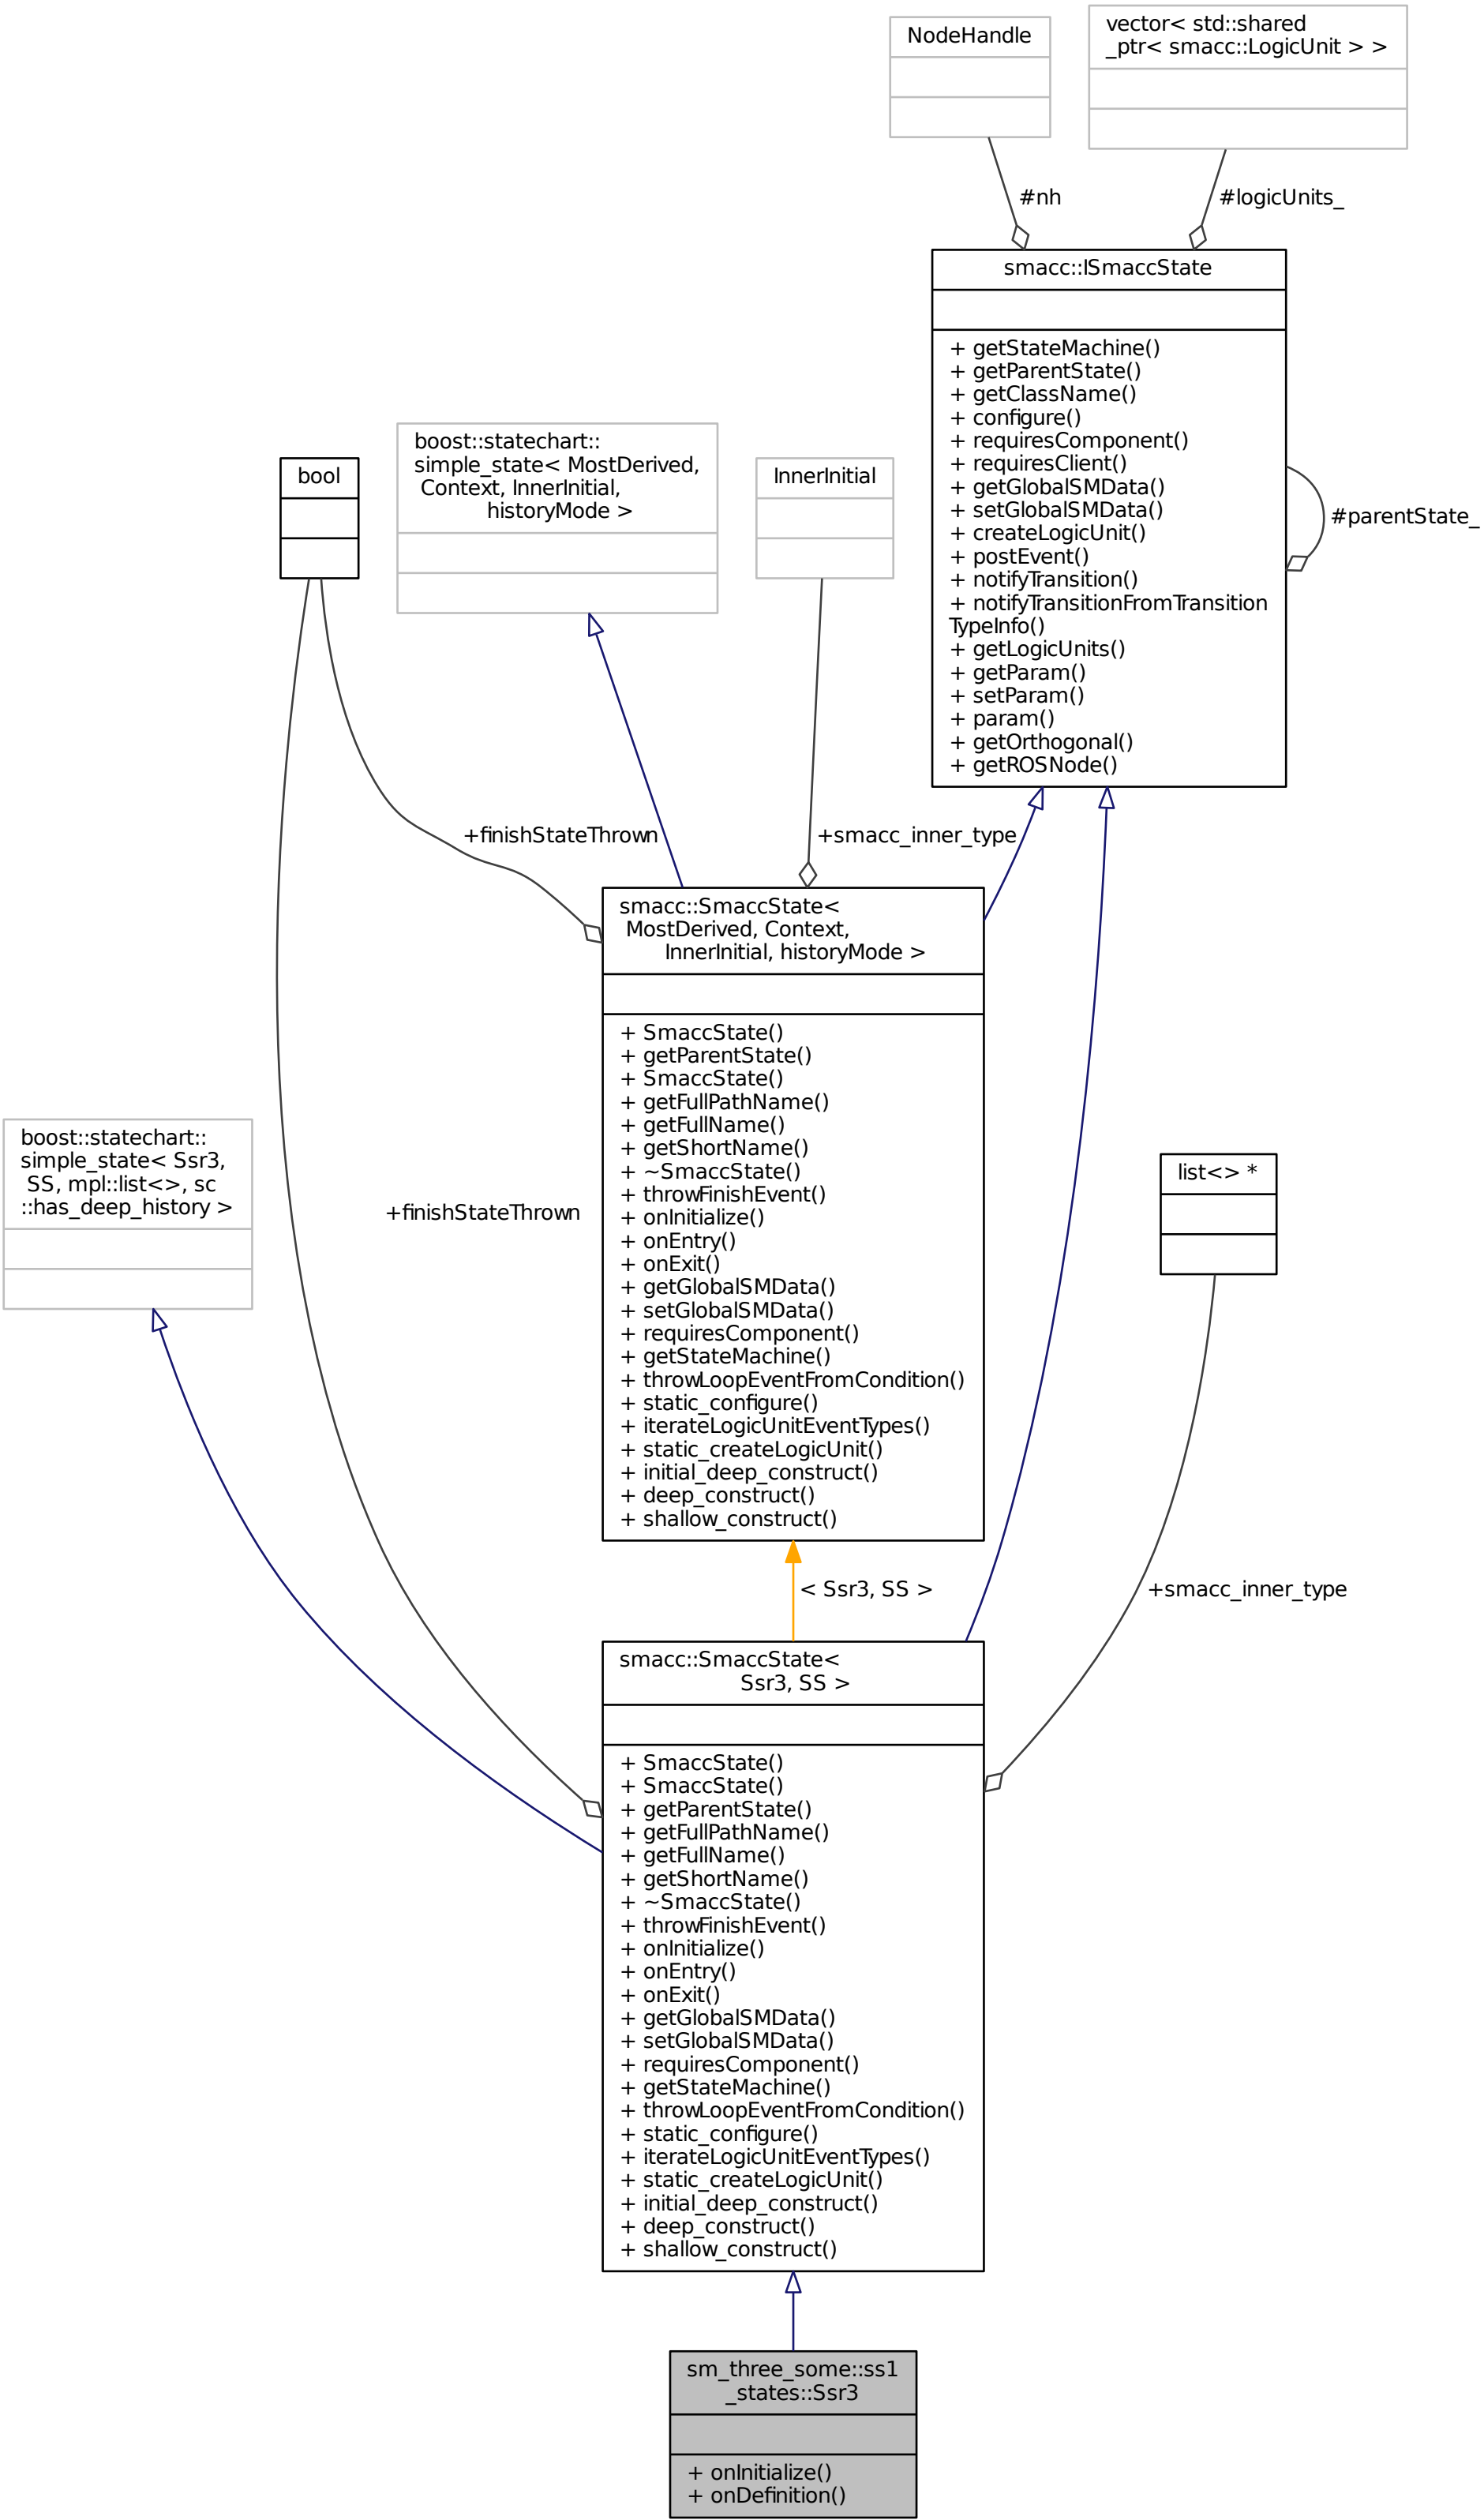 NodeHandle
vector< std::shared
_ptr< smacc::LogicUnit > >
#nh
#logicUnits_
smacc::ISmaccState
+ getStateMachine()
+ getParentState()
+ getClassName()
+ configure()
+ requiresComponent()
+ requiresClient()
+ getGlobalSMData()
+ setGlobalSMData()
+ createLogicUnit()
+ postEvent()
+ notifyTransition()
+ notifyTransitionFromTransition
TypeInfo()
+ getLogicUnits()
+ getParam()
+ setParam()
+ param()
+ getOrthogonal()
+ getROSNode()
#parentState_
bool
boost::statechart::
simple_state< MostDerived,
Context, InnerInitial,
historyMode >
InnerInitial
+finishStateThrown
+smacc_inner_type
smacc::SmaccState<
MostDerived, Context,
InnerInitial, historyMode >
+ SmaccState()
+ getParentState()
+ SmaccState()
+ getFullPathName()
+ getFullName()
+ getShortName()
+ ~SmaccState()
+ throwFinishEvent()
+ onInitialize()
+ onEntry()
+ onExit()
+ getGlobalSMData()
+ setGlobalSMData()
+ requiresComponent()
+ getStateMachine()
+ throwLoopEventFromCondition()
+ static_configure()
+ iterateLogicUnitEventTypes()
+ static_createLogicUnit()
+ initial_deep_construct()
+ deep_construct()
+ shallow_construct()
boost::statechart::
simple_state< Ssr3,
SS, mpl::list<>, sc
::has_deep_history >
+finishStateThrown
list<> *
< Ssr3, SS >
+smacc_inner_type
smacc::SmaccState<
Ssr3, SS >
+ SmaccState()
+ SmaccState()
+ getParentState()
+ getFullPathName()
+ getFullName()
+ getShortName()
+ ~SmaccState()
+ throwFinishEvent()
+ onInitialize()
+ onEntry()
+ onExit()
+ getGlobalSMData()
+ setGlobalSMData()
+ requiresComponent()
+ getStateMachine()
+ throwLoopEventFromCondition()
+ static_configure()
+ iterateLogicUnitEventTypes()
+ static_createLogicUnit()
+ initial_deep_construct()
+ deep_construct()
+ shallow_construct()
sm_three_some::ss1
_states::Ssr3
+ onInitialize()
+ onDefinition()